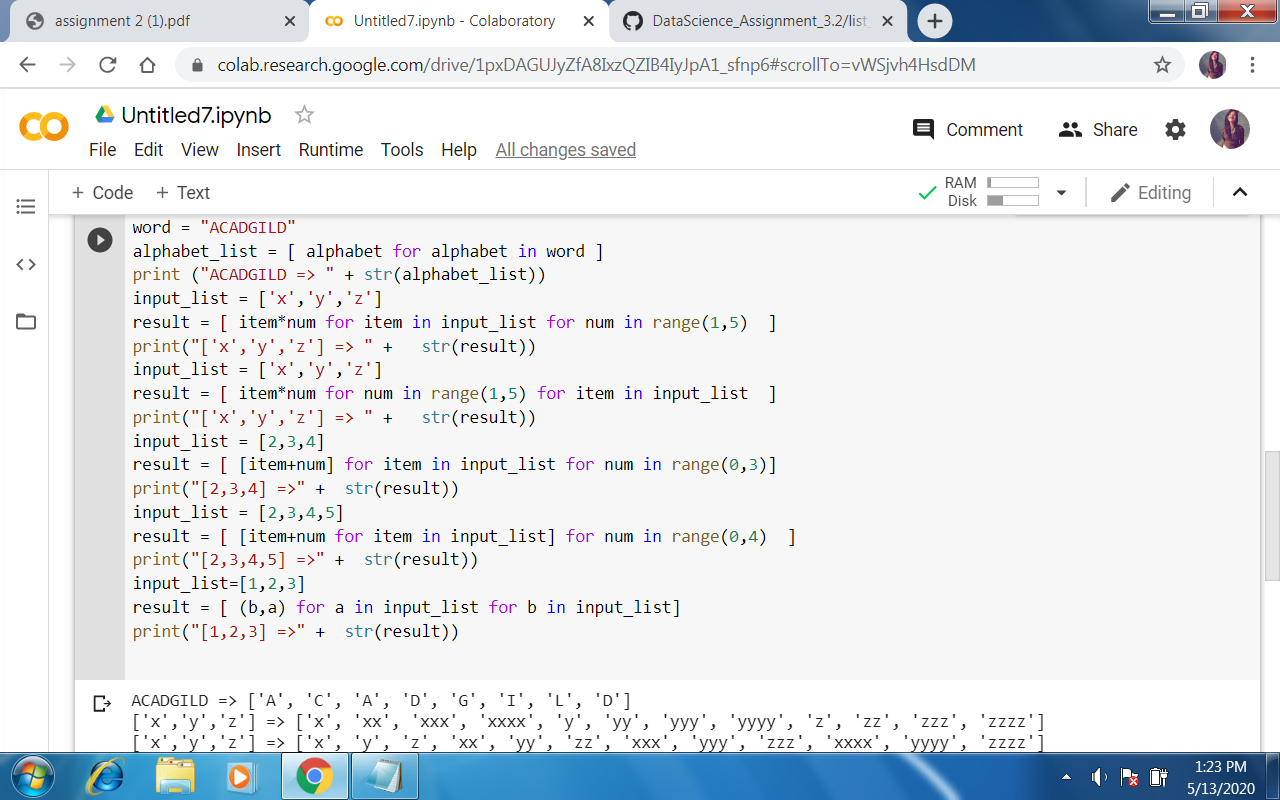 assignment 2 (1).pdf
Untitled7.ipynb - Colaboratory
DataScience_Assignment_3.2/list_
colab.research.google.com/drive/1pxDAGUJyZfA8IxzQZIB4IyJpA1_sfnp6#scrollTo=vWSjvh4HsdDM
Untitled7.ipynb
File Edit View Insert Runtime Tools Help All changes saved
Comment Share
+ Code + Text
RAM
Disk
Editing
word = "ACADGILD"
alphabet_list = [ alphabet for alphabet in word ]
print ("ACADGILD => " + str(alphabet_list))
input_list = ['x','y','z']
result = [ item*num for item in input_list for num in range(1,5)  ]
print("['x','y','z'] => " +   str(result))
input_list = ['x','y','z']
result = [ item*num for num in range(1,5) for item in input_list  ]
print("['x','y','z'] => " +   str(result))
input_list = [2,3,4]
result = [ [item+num] for item in input_list for num in range(0,3)]
print("[2,3,4] =>" +  str(result))
input_list = [2,3,4,5]
result = [ [item+num for item in input_list] for num in range(0,4)  ]
print("[2,3,4,5] =>" +  str(result))
input_list=[1,2,3]
result = [ (b,a) for a in input_list for b in input_list]
print("[1,2,3] =>" +  str(result))
ACADGILD => ['A', 'C', 'A', 'D', 'G', 'I', 'L', 'D']
['x','y','z'] => ['x', 'xx', 'xxx', 'xxxx', 'y', 'yy', 'yyy', 'yyyy', 'z', 'zz', 'zzz', 'zzzz']
['x','y','z'] => ['x', 'y', 'z', 'xx', 'yy', 'zz', 'xxx', 'yyy', 'zzz', 'xxxx', 'yyyy', 'zzzz']
1:23 PM
5/13/2020